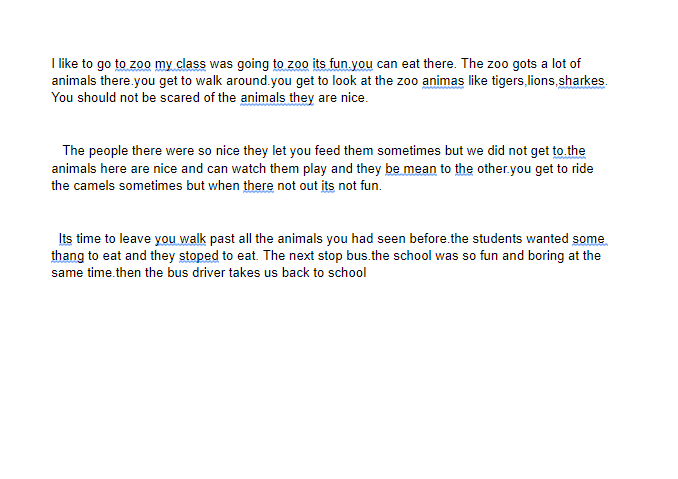 I like to go to zoo my class was going to zoo its fun.you can eat there. The zoo gots a lot of
animals there.you get to walk around.you get to look at the zoo animas like tigers,lions,sharkes.
You should not be scared of the animals they are nice.
The people there were so nice they let you feed them sometimes but we did not get to.the
animals here are nice and can watch them play and they be mean to the other.you get to ride
the camels sometimes but when there not out its not fun.
Its time to leave you walk past all the animals you had seen before.the students wanted some
thang to eat and they stoped to eat. The next stop bus.the school was so fun and boring at the
same time.then the bus driver takes us back to school